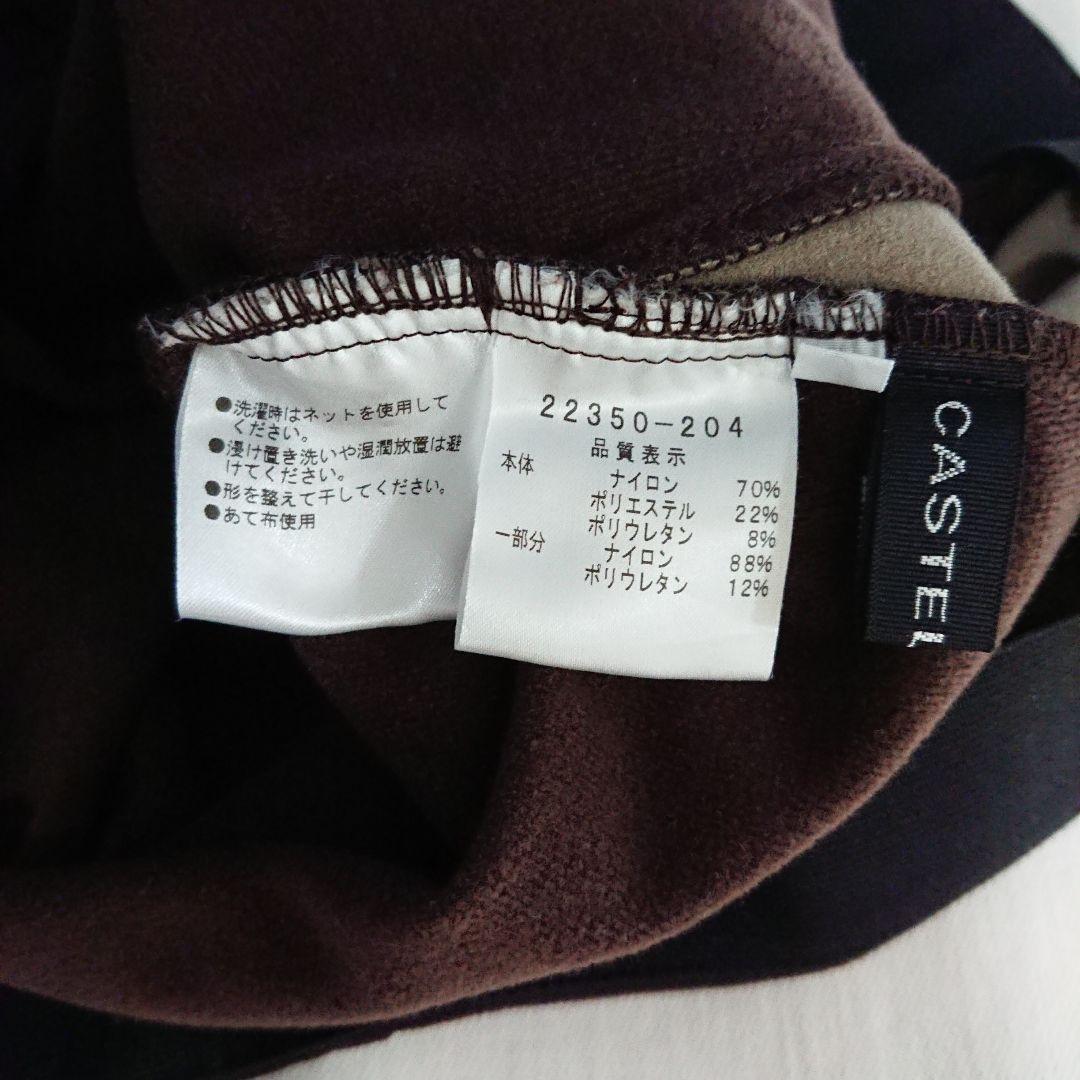 ●洗濯時はネットを使用して
ください。
●浸け置き洗いや湿潤放置は避
けてください。
●形を整えて干してください。
●あて布使用
22350-204
品質表示
本体
ナイロン 70%
ポリエステル 22%
ポリウレタン 8%
一部分
ナイロン 88%
ポリウレタン 12%
CASTEL